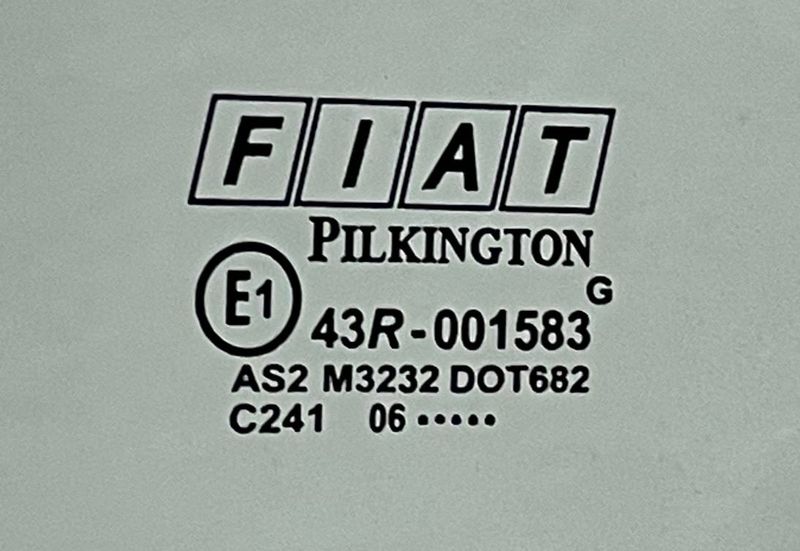 FIAT
PILKINGTON
E1 43R-001583 G
AS2 M3232 DOT682
C241 06 •••••